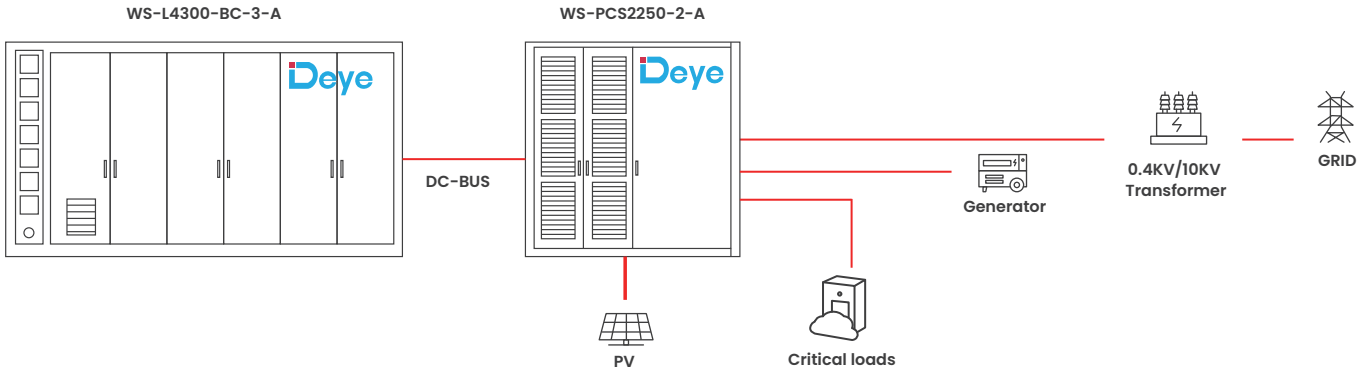 WS-L4300-BC-3-A
WS-PCS2250-2-A
Deye
Deye
DC-BUS
0.4KV/10KV
Transformer
GRID
Generator
PV
Critical loads